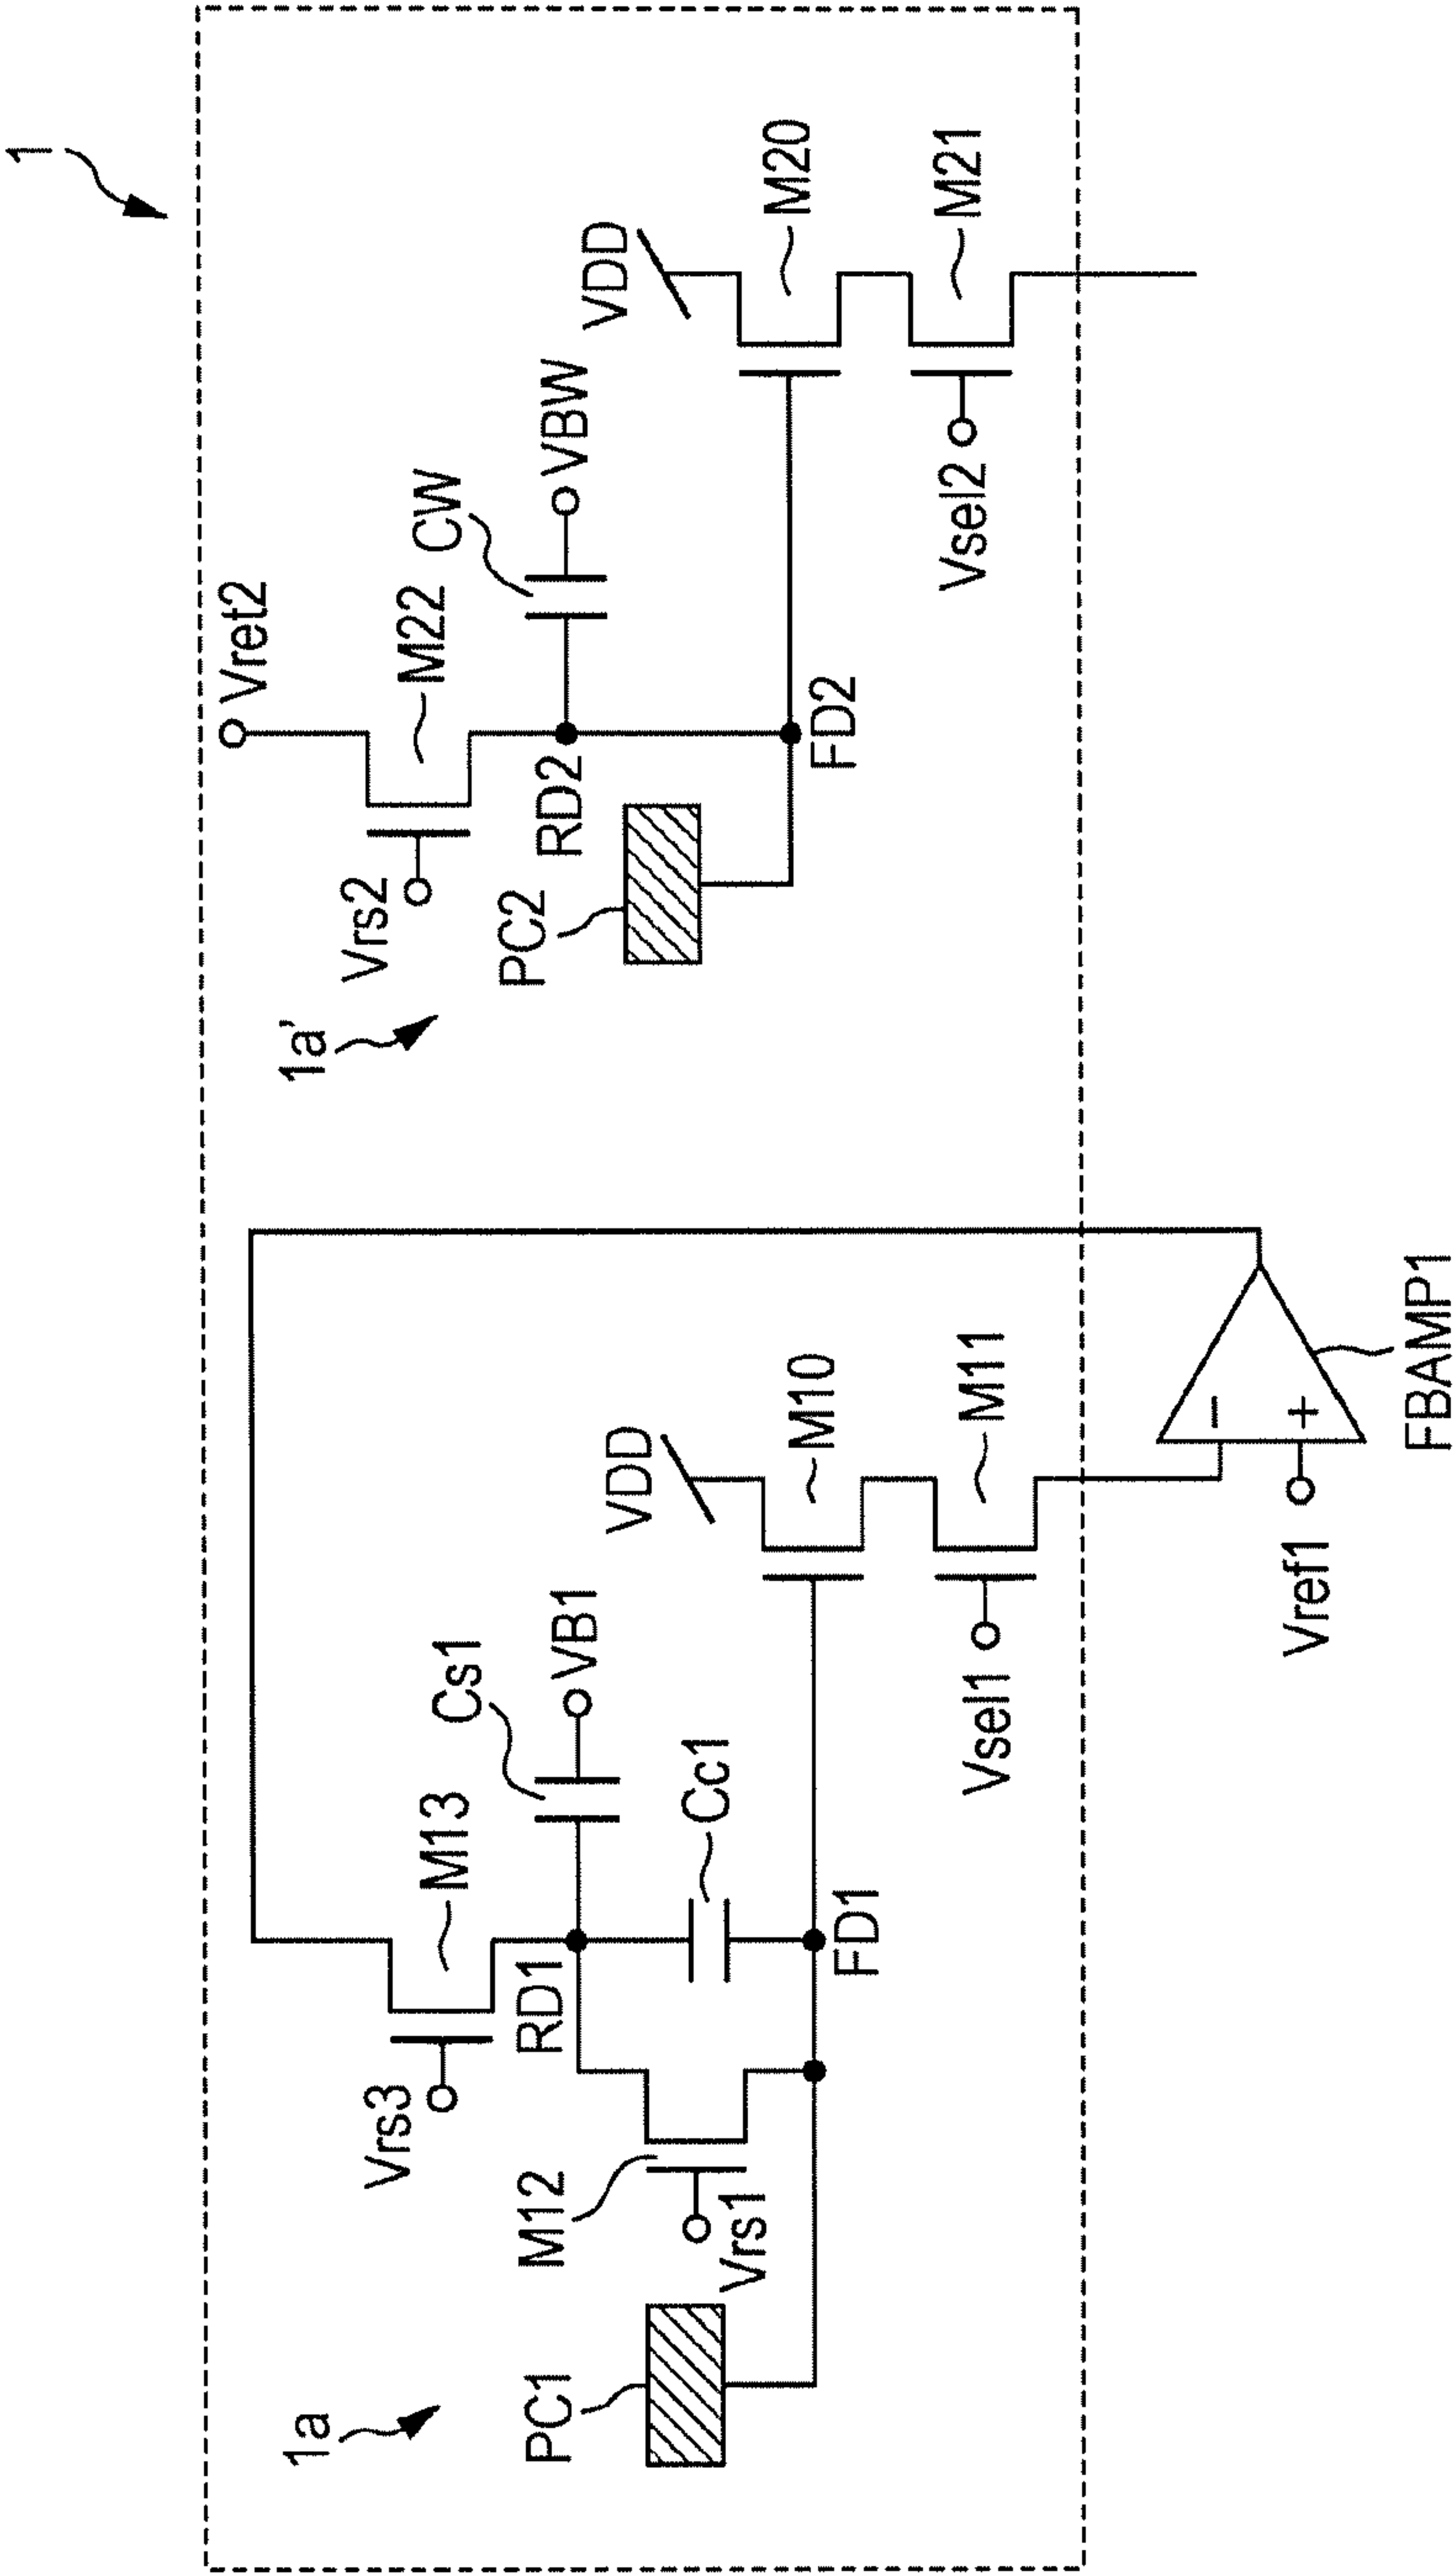 1
1a
PC1
M12
Vrs1
Vrs3
M13
RD1
Cs1
VB1
Cc1
FD1
VDD
M10
M11
Vsel1
Vref1
-
+
FBAMP1
1a'
PC2
Vrs2
Vret2
M22
RD2
CW
VBW
FD2
VDD
M20
M21
Vsel2